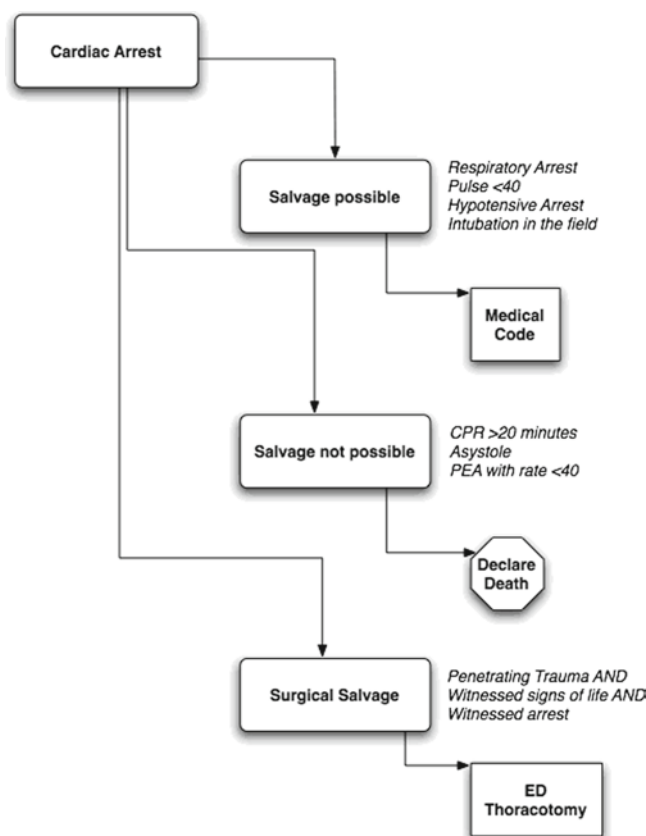 Cardiac Arrest
Salvage possible
Respiratory Arrest
Pulse <40
Hypotensive Arrest
Intubation in the field
Medical
Code
Salvage not possible
CPR >20 minutes
Asystole
PEA with rate <40
Declare
Death
Surgical Salvage
Penetrating Trauma AND
Witnessed signs of life AND
Witnessed arrest
ED
Thoracotomy